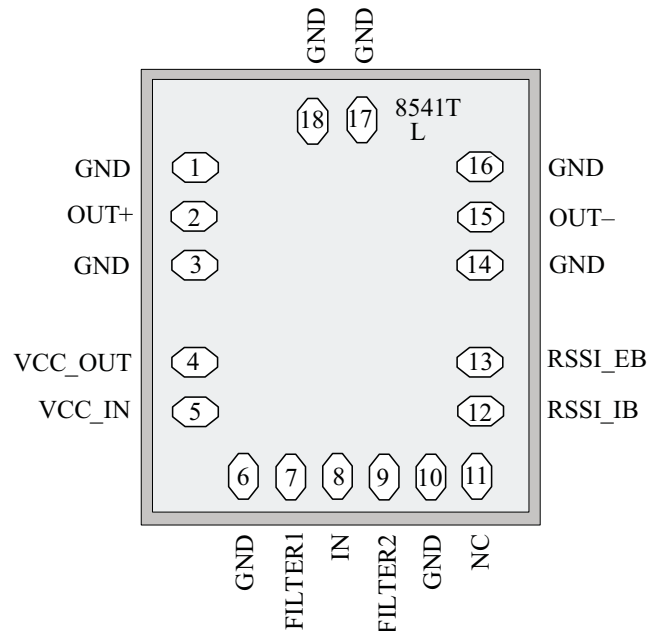 GND GND
18 17 8541T
L
GND 1 16 GND
OUT+ 2 15 OUT–
GND 3 14 GND
VCC_OUT 4 13 RSSI_EB
VCC_IN 5 12 RSSI_IB
6 7 8 9 10 11
GND FILTER1 IN FILTER2 GND NC